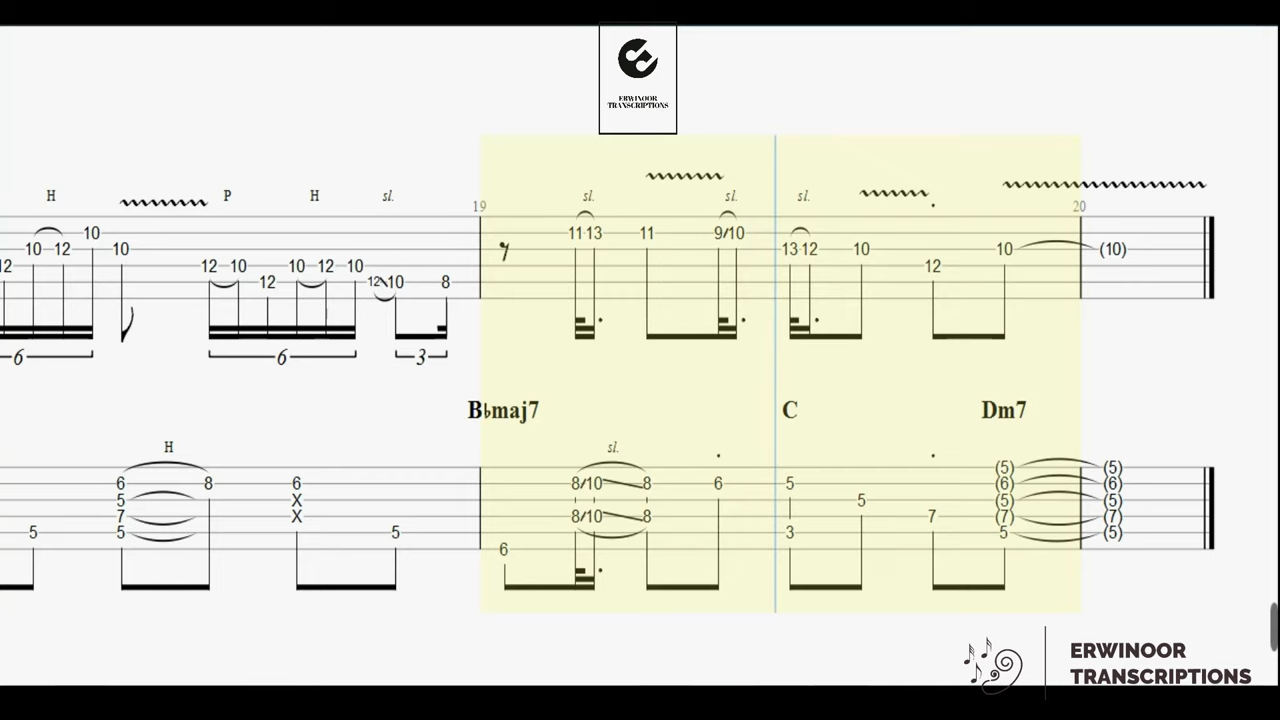 ERWINOOR
TRANSCRIPTIONS
H P H sl. sl. sl. sl.
19 20
11 13 11 9/10
10 12 10 10 13 12 10 10 (10)
12 12 10 10 12 10 12
12 12 10 8
6 6 3
B♭maj7 C Dm7
H sl.
(5) (5)
6 8 6 8/10 8 6 5 (6) (6)
5 X 5 (5) (5)
7 X 8/10 8 7 (7) (7)
5 5 5 3 5 (5)
6
ERWINOOR
TRANSCRIPTIONS